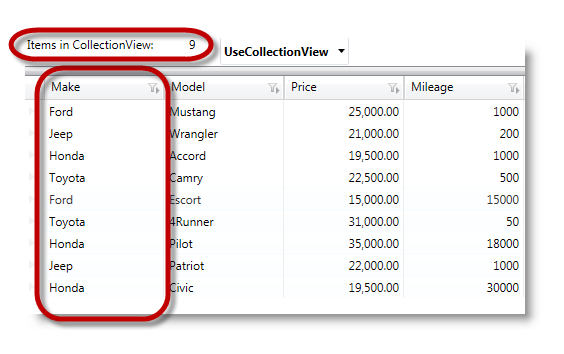 Items in CollectionView: 9 UseCollectionView
Make Model Price Mileage
Ford Mustang 25,000.00 1000
Jeep Wrangler 21,000.00 200
Honda Accord 19,500.00 1000
Toyota Camry 22,500.00 500
Ford Escort 15,000.00 15000
Toyota 4Runner 31,000.00 50
Honda Pilot 35,000.00 18000
Jeep Patriot 22,000.00 1000
Honda Civic 19,500.00 30000